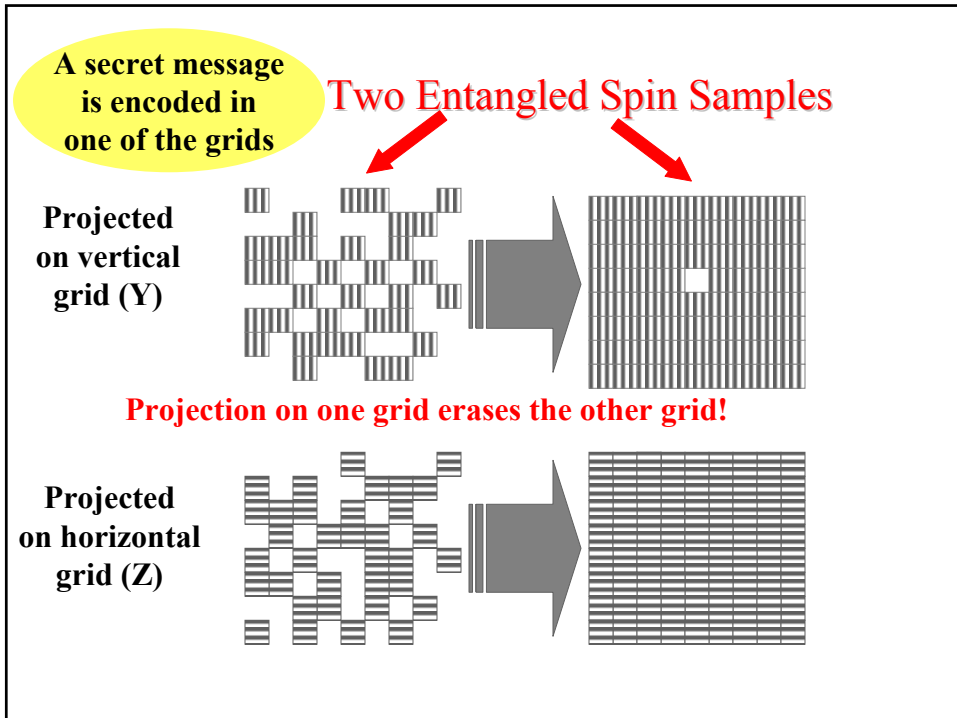 A secret message
is encoded in
one of the grids
Two Entangled Spin Samples
Projected
on vertical
grid (Y)
Projection on one grid erases the other grid!
Projected
on horizontal
grid (Z)